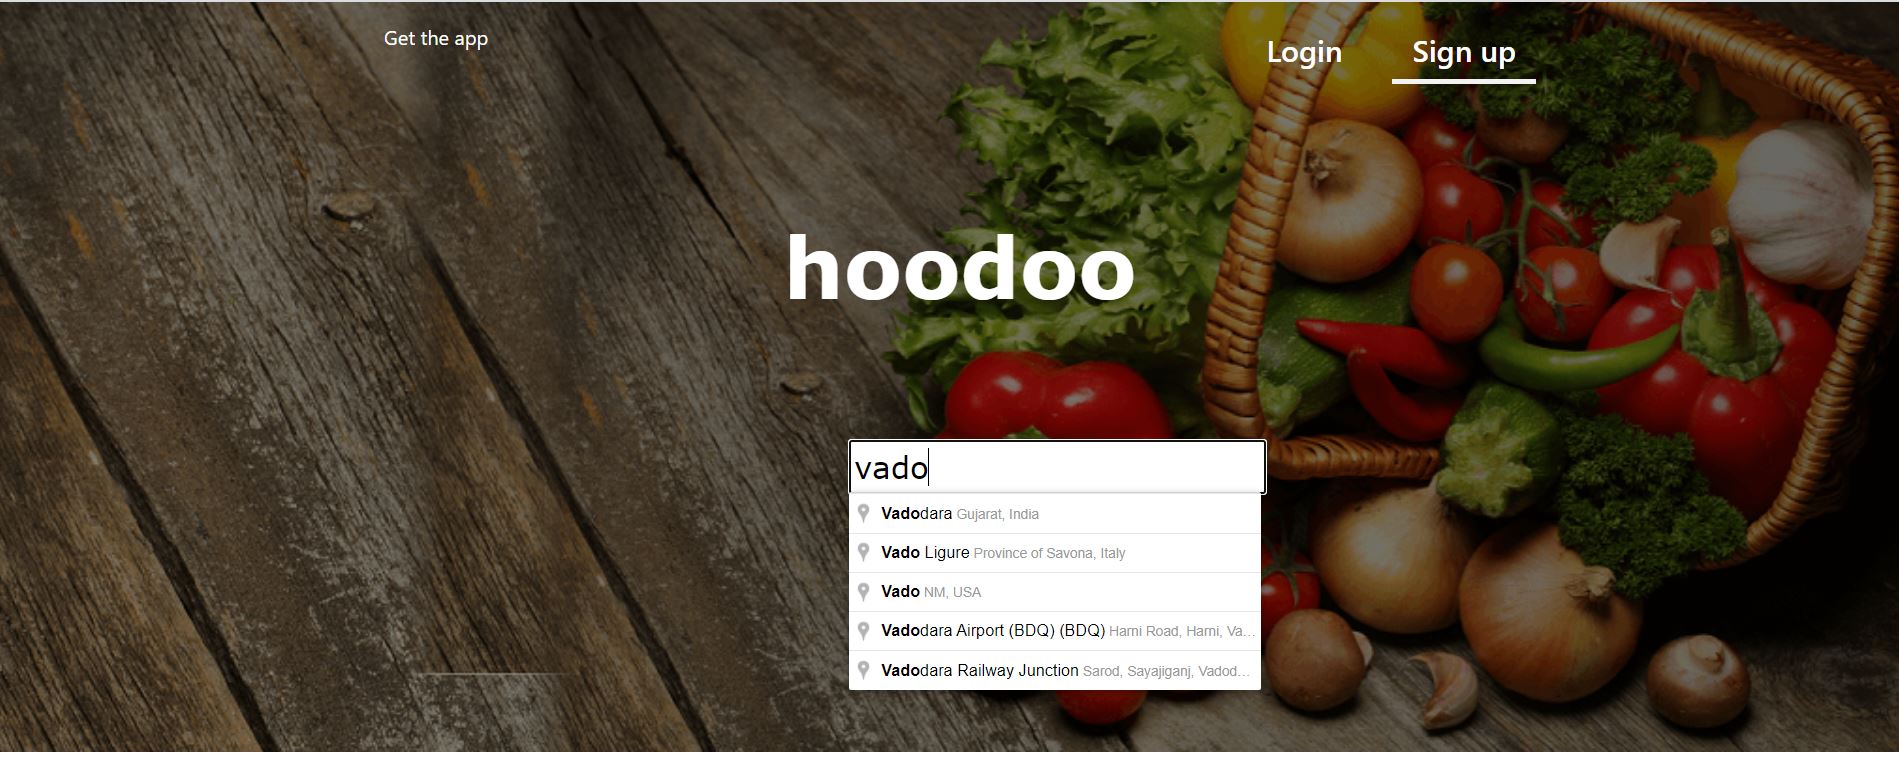 Get the app
Login
Sign up
hoodoo
vado
Vadodara Gujarat, India
Vado Ligure Province of Savona, Italy
Vado NM, USA
Vadodara Airport (BDQ) (BDQ) Harni Road, Harni, Va...
Vadodara Railway Junction Sarod, Sayajiganj, Vadod...